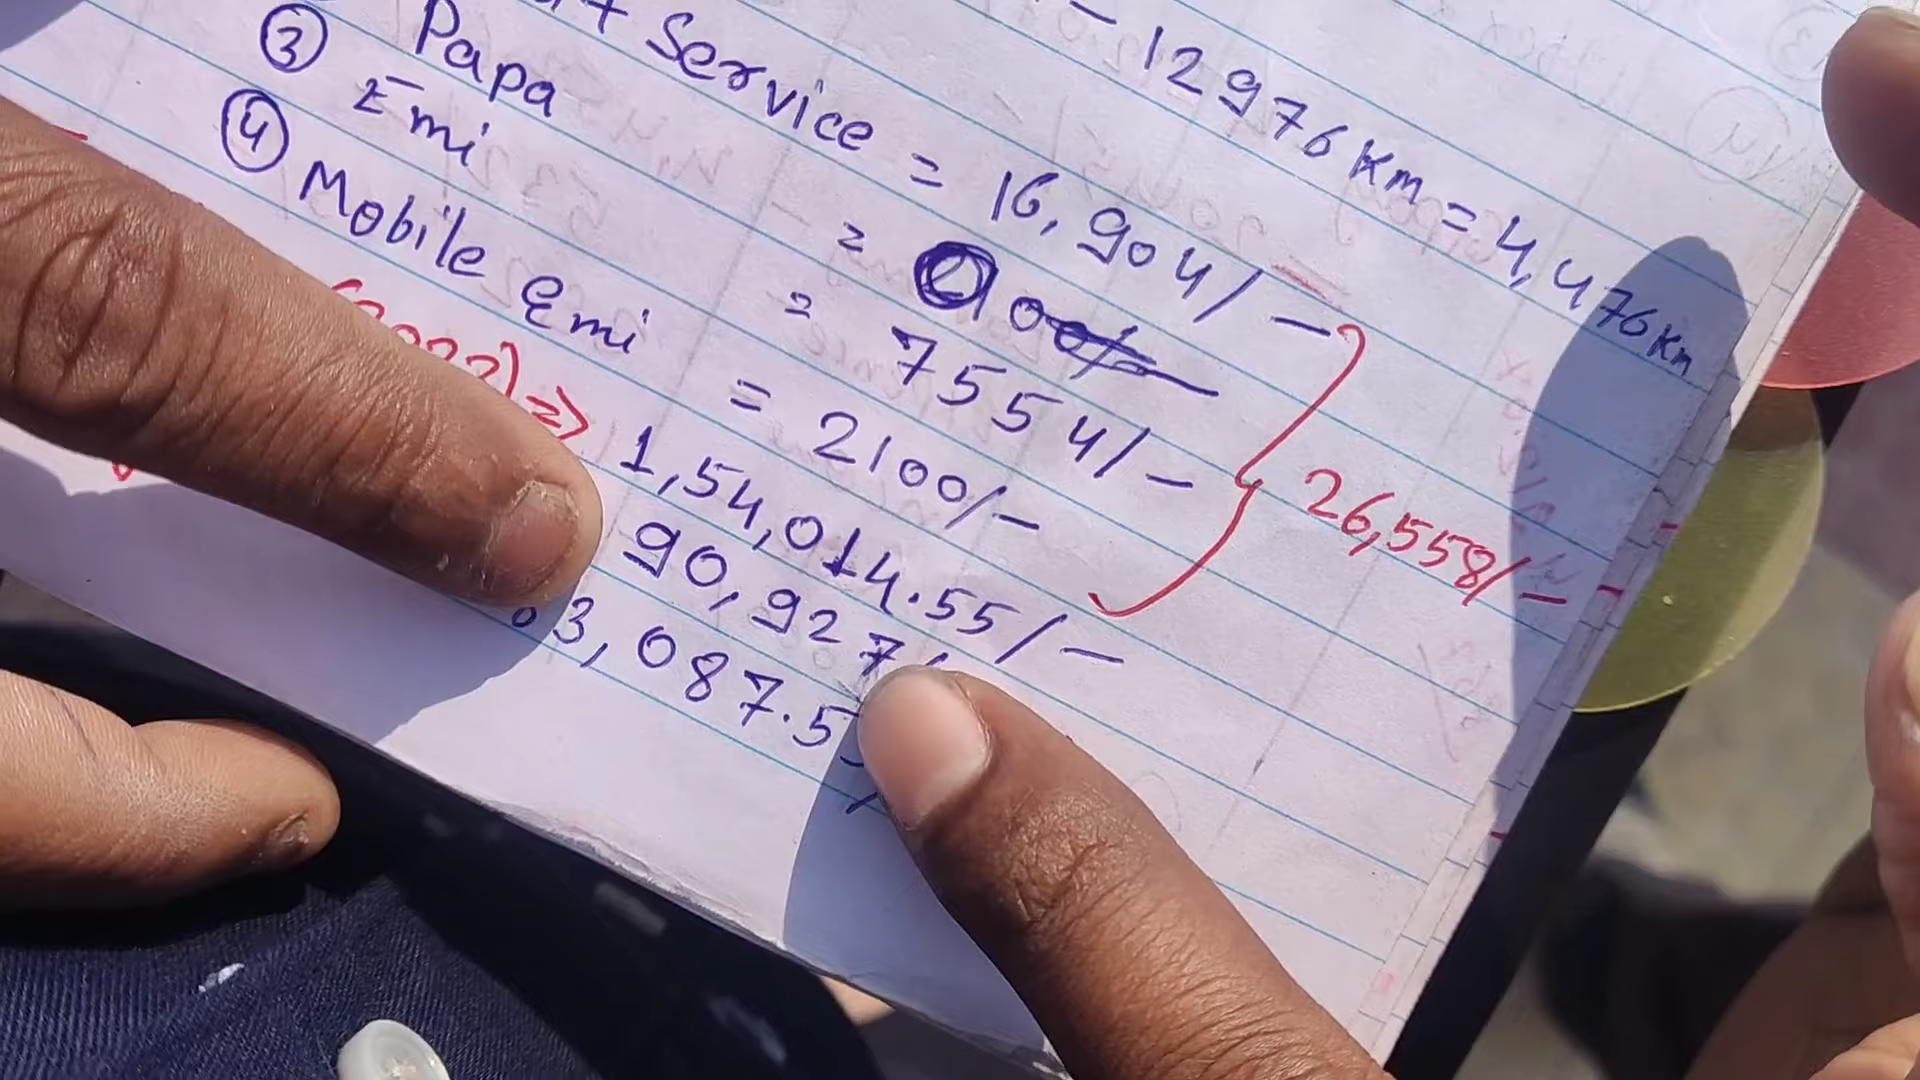 - 12976 Km = 4,476 Km
+ Service = 16,904/-
③ Papa =
Emi = 7554/-
④ Mobile Emi = 2100/-
26,558/-
=> 1,54,014.55/-
90,927/
3,087.5